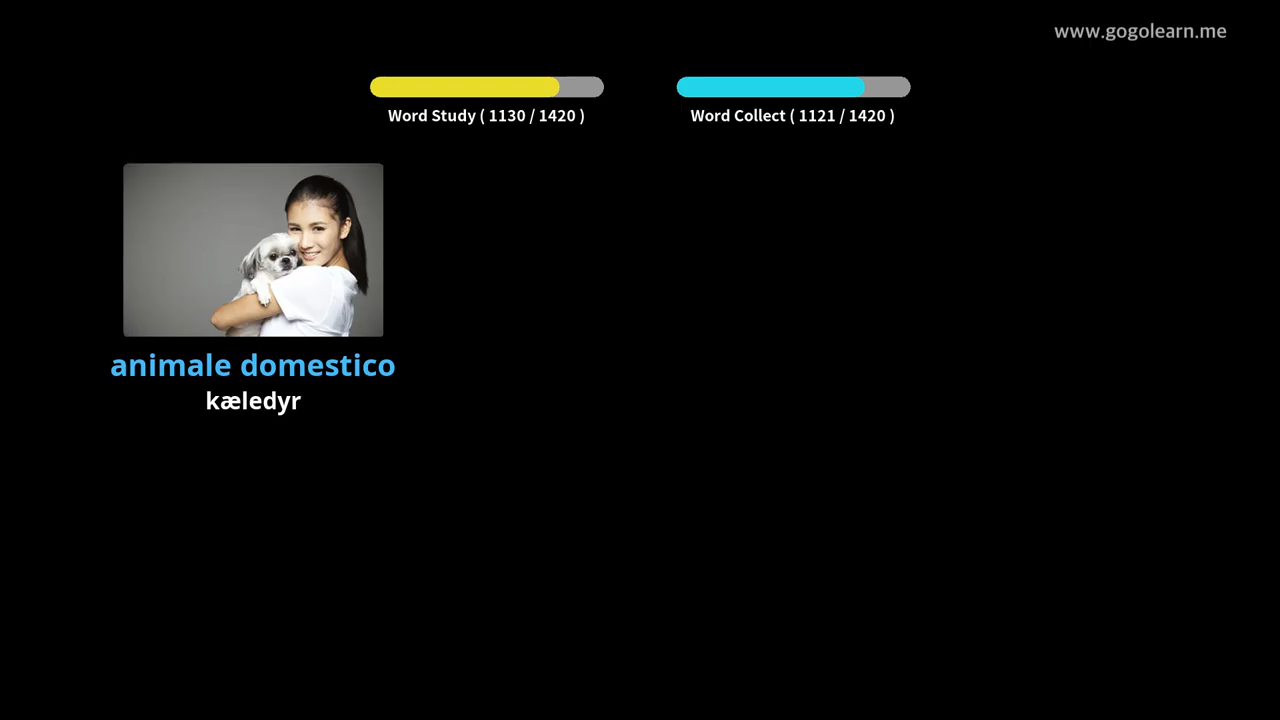 www.gogolearn.me
Word Study ( 1130 / 1420 )
Word Collect ( 1121 / 1420 )
animale domestico
kæledyr